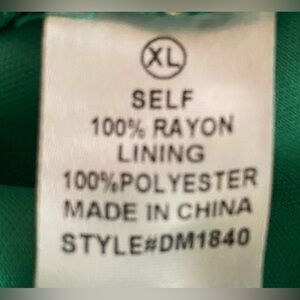 XL
SELF
100% RAYON
LINING
100%POLYESTER
MADE IN CHINA
STYLE#DM1840